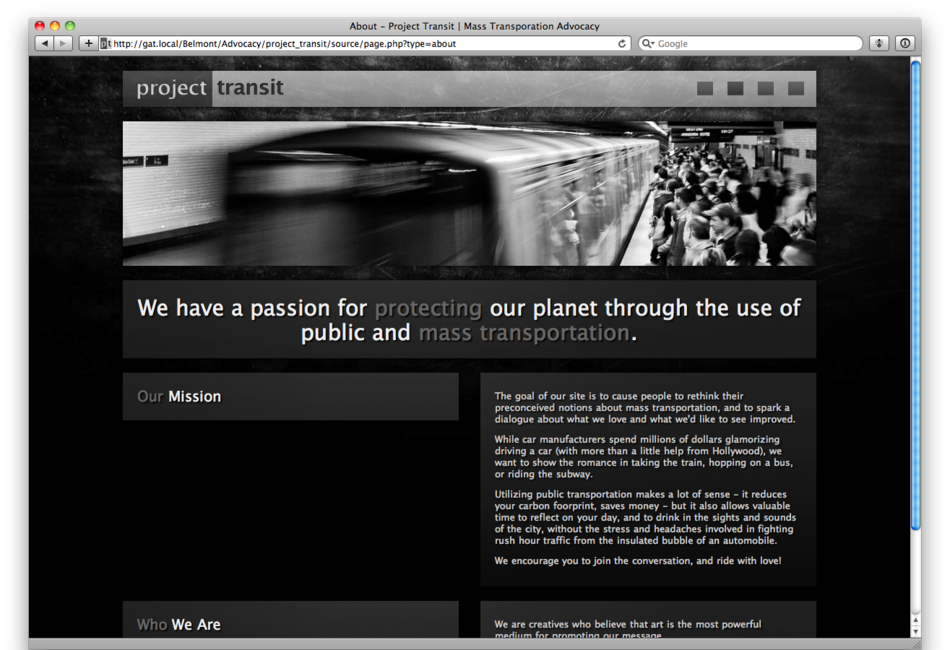 About – Project Transit | Mass Transporation Advocacy
http://gat.local/Belmont/Advocacy/project_transit/source/page.php?type=about
Google
project transit
We have a passion for protecting our planet through the use of
public and mass transportation.
Our Mission
The goal of our site is to cause people to rethink their
preconceived notions about mass transportation, and to spark a
dialogue about what we love and what we'd like to see improved.
While car manufacturers spend millions of dollars glamorizing
driving a car (with more than a little help from Hollywood), we
want to show the romance in taking the train, hopping on a bus,
or riding the subway.
Utilizing public transportation makes a lot of sense – it reduces
your carbon foorprint, saves money – but it also allows valuable
time to reflect on your day, and to drink in the sights and sounds
of the city, without the stress and headaches involved in fighting
rush hour traffic from the insulated bubble of an automobile.
We encourage you to join the conversation, and ride with love!
Who We Are
We are creatives who believe that art is the most powerful
medium for promoting our message